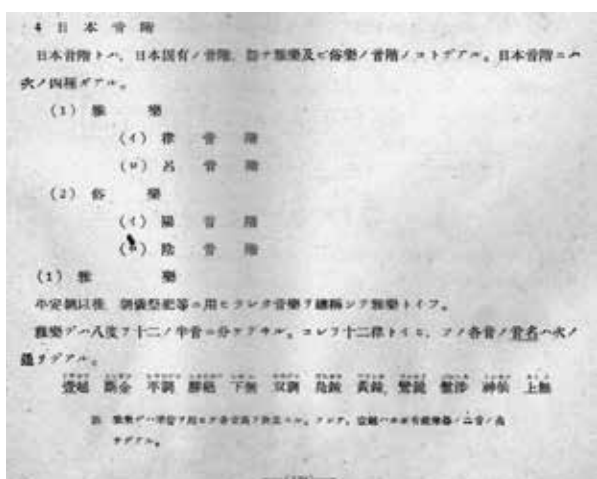 4 日本音階
日本音階トハ、日本固有ノ音階、即チ雅樂及ビ俗樂ノ音階ノコトデアル。日本音階ニハ
次ノ四種ガアル。
(1) 雅樂
(イ) 律音階
(ロ) 呂音階
(2) 俗樂
(イ) 陽音階
(ロ) 陰音階
(1) 雅樂
平安朝以後、朝儀祭祀等ニ用ヒラレタ音樂ヲ總稱シテ雅樂トイフ。
雅樂デハ八度ヲ十二ノ半音ニ分ケテヰル。コレヲ十二律トイヒ、ソノ各音ノ音名ハ次ノ
通リデアル。
壹越 斷金 平調 勝絕 下無 双調 鳧鐘 黃鐘 鸞鏡 盤涉 神仙 上無